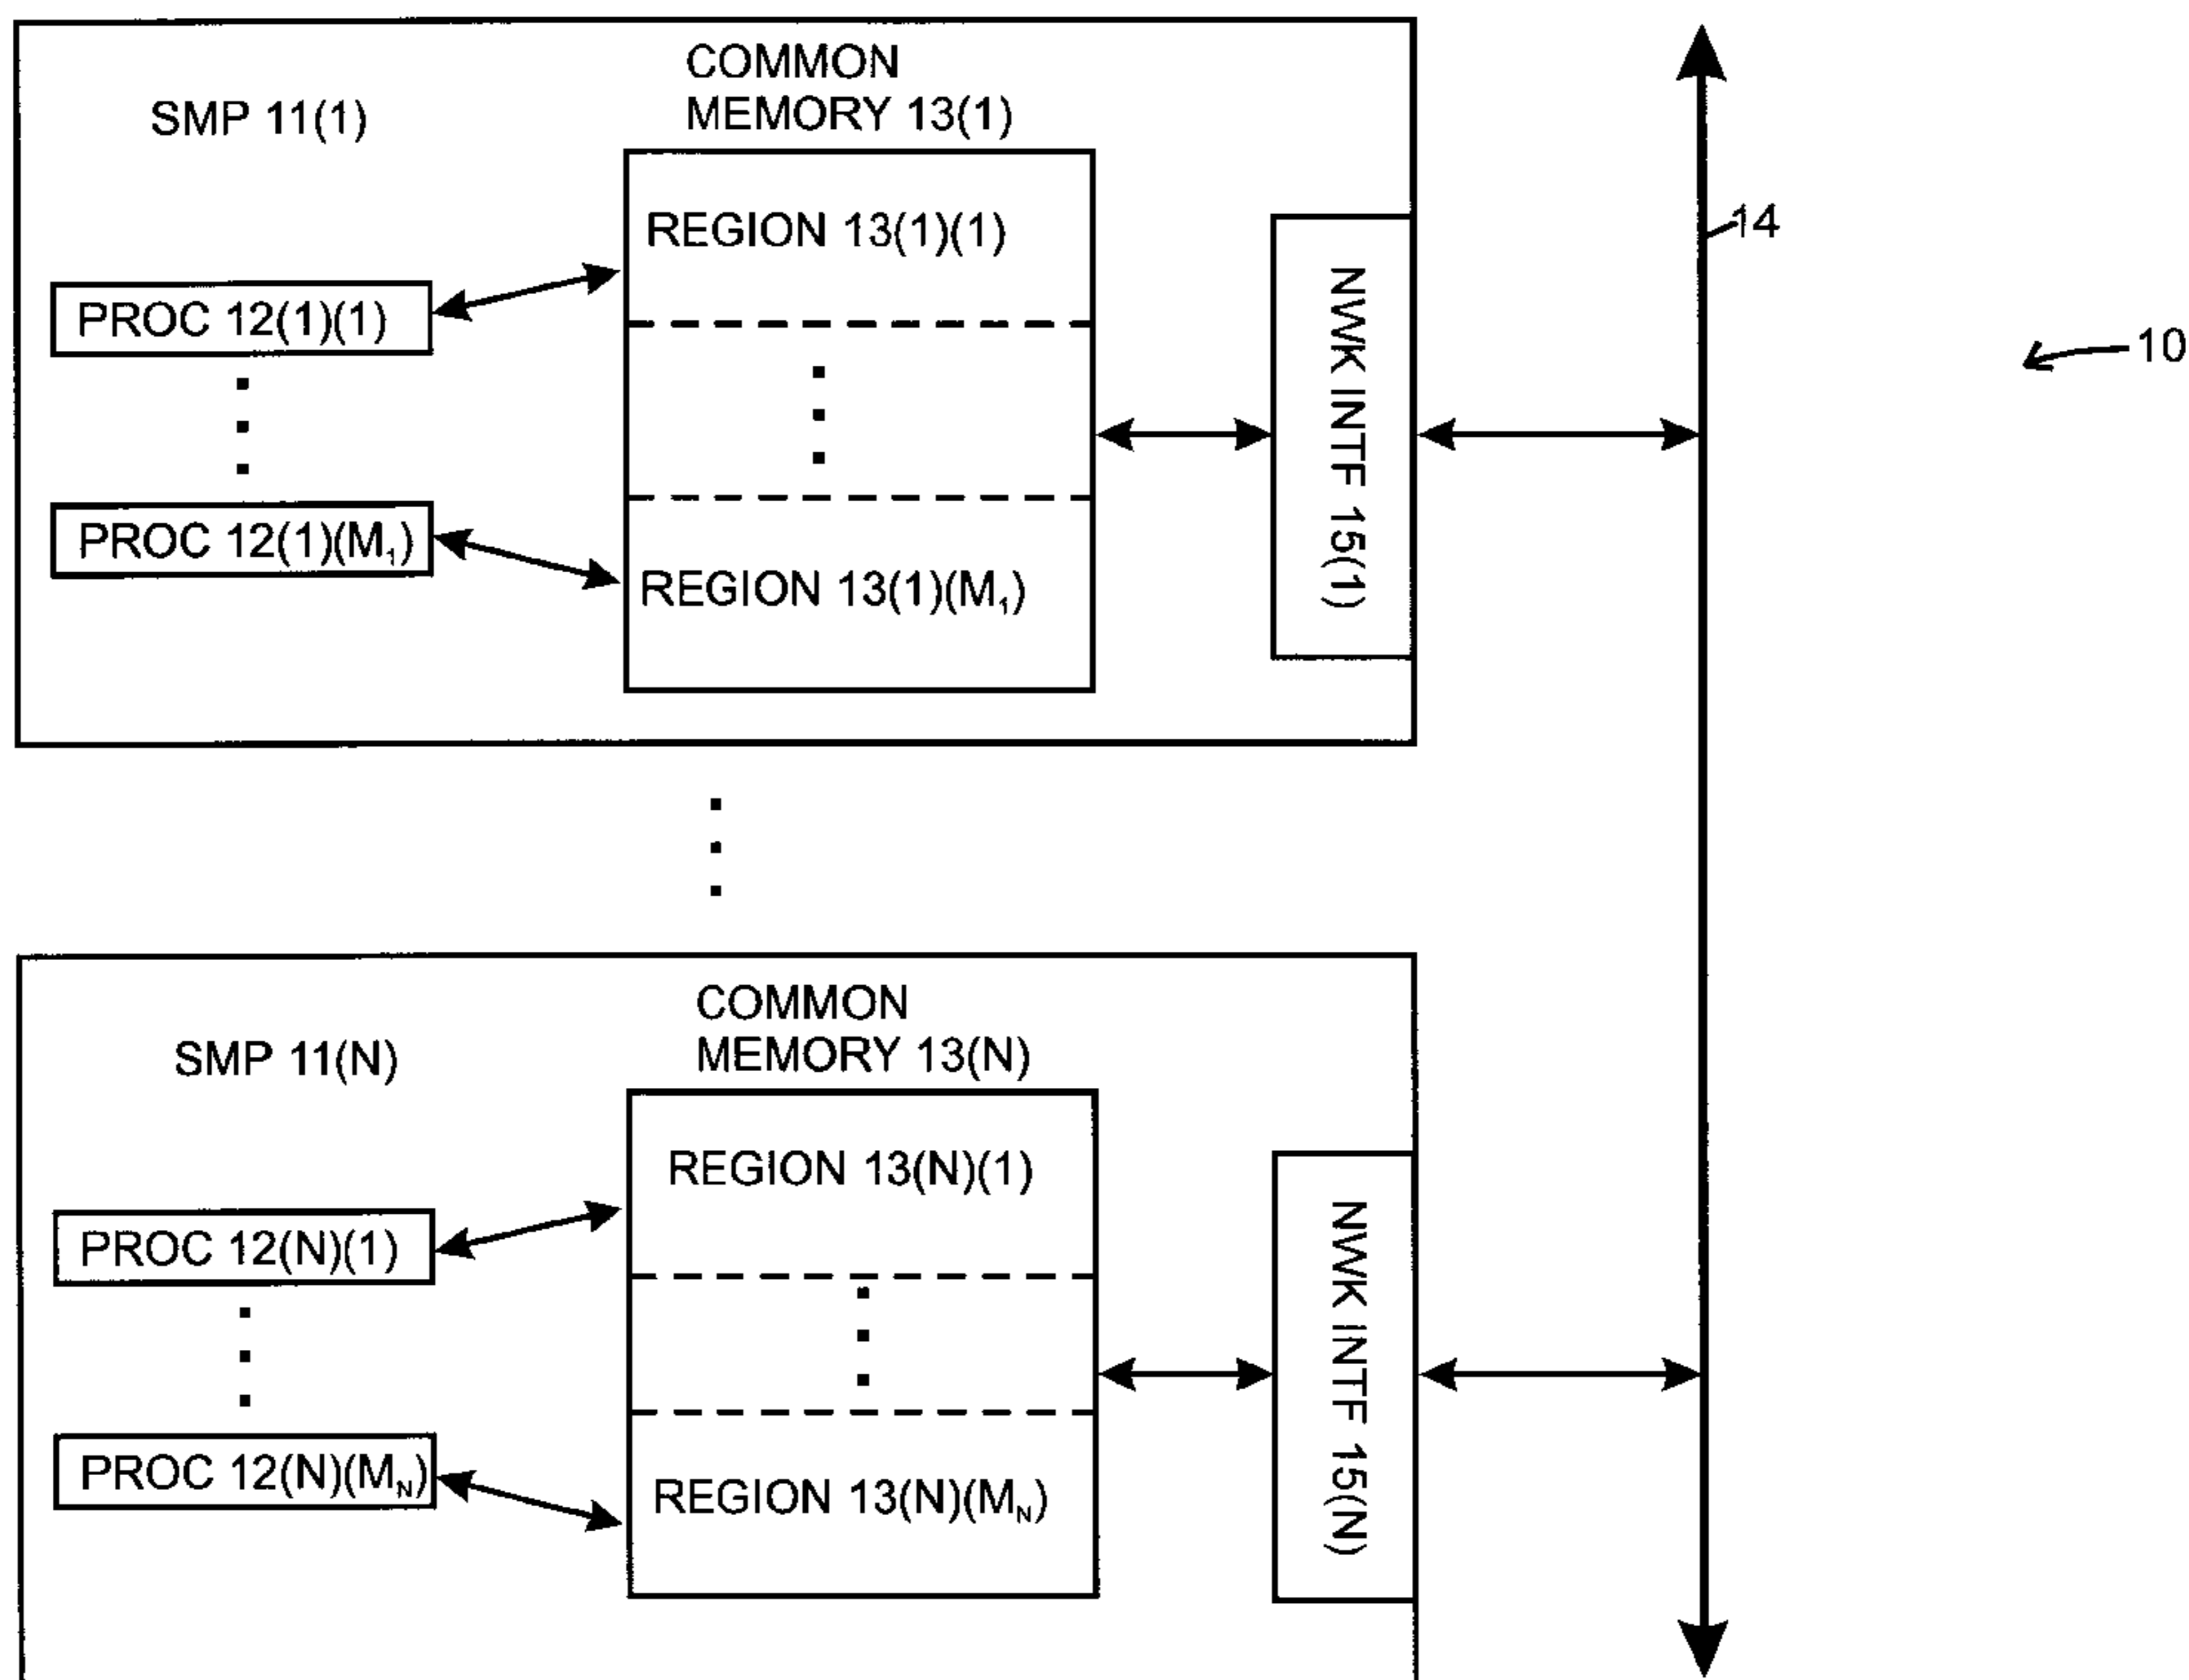 COMMON
MEMORY 13(1)
SMP 11(1)
REGION 13(1)(1)
14
PROC 12(1)(1)
10
NWK INTF 15(1)
PROC 12(1)(M₁)
REGION 13(1)(M₁)
COMMON
MEMORY 13(N)
SMP 11(N)
REGION 13(N)(1)
PROC 12(N)(1)
NWK INTF 15(N)
PROC 12(N)(M_N)
REGION 13(N)(M_N)